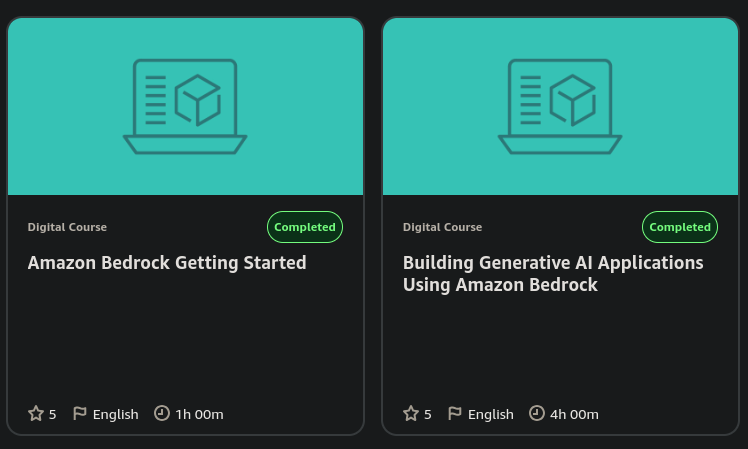 Digital Course
Completed
Amazon Bedrock Getting Started
5
English
1h 00m
Digital Course
Completed
Building Generative AI Applications
Using Amazon Bedrock
5
English
4h 00m